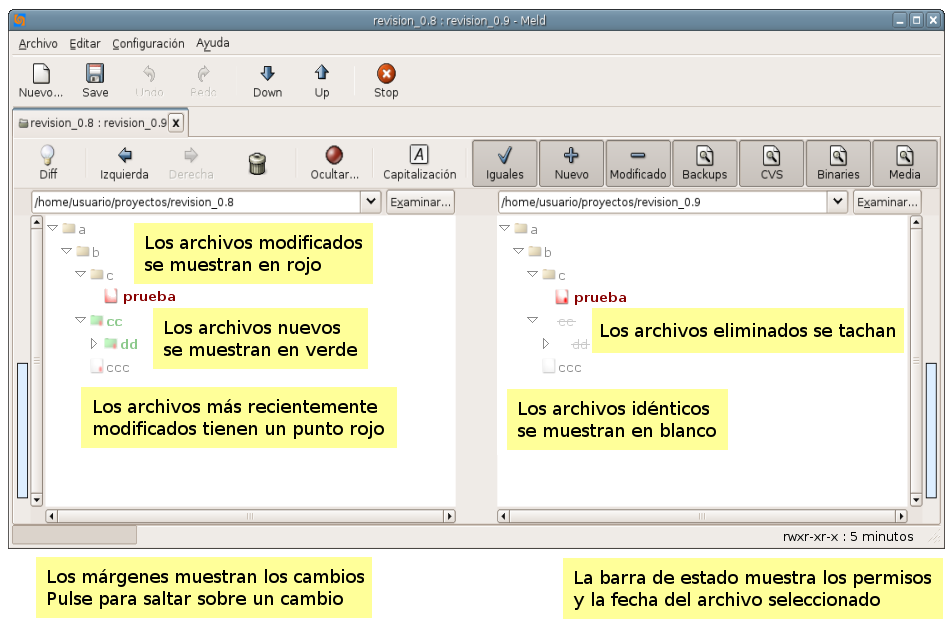 revision_0.8 : revision_0.9 - Meld
Archivo Editar Configuración Ayuda
Nuevo... Save Undo Redo Down Up Stop
revision_0.8 : revision_0.9
Diff Izquierda Derecha Ocultar... Capitalización Iguales Nuevo Modificado Backups CVS Binaries Media
/home/usuario/proyectos/revision_0.8 Examinar... /home/usuario/proyectos/revision_0.9 Examinar...
a
b
c
prueba
cc
dd
ccc
Los archivos modificados
se muestran en rojo
Los archivos nuevos
se muestran en verde
Los archivos más recientemente
modificados tienen un punto rojo
a
b
c
prueba
cc
dd
ccc
Los archivos eliminados se tachan
Los archivos idénticos
se muestran en blanco
rwxr-xr-x : 5 minutos
Los márgenes muestran los cambios
Pulse para saltar sobre un cambio
La barra de estado muestra los permisos
y la fecha del archivo seleccionado